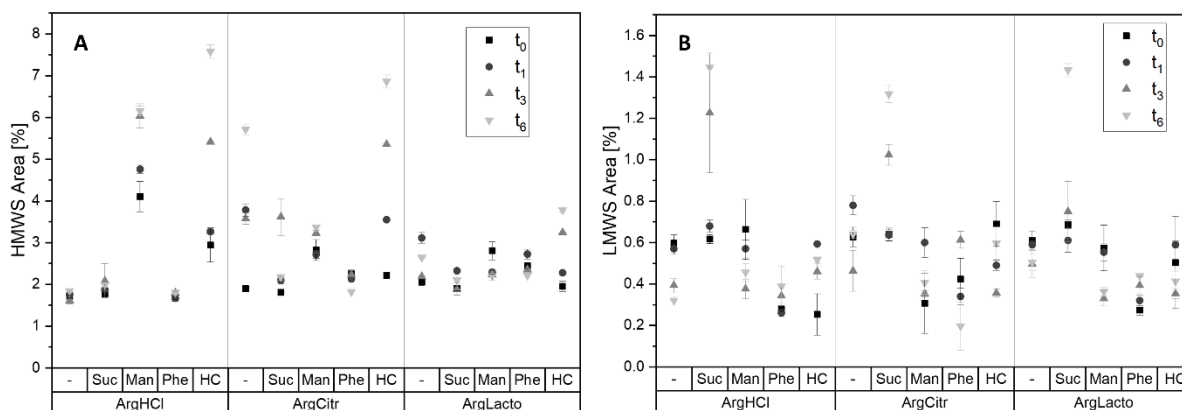 A
HMWS Area [%]
8
7
6
5
4
3
2
1
0
t0
t1
t3
t6
- Suc Man Phe HC - Suc Man Phe HC - Suc Man Phe HC
ArgHCl ArgCitr ArgLacto
B
LMWS Area [%]
1.6
1.4
1.2
1.0
0.8
0.6
0.4
0.2
0.0
t0
t1
t3
t6
- Suc Man Phe HC - Suc Man Phe HC - Suc Man Phe HC
ArgHCl ArgCitr ArgLacto